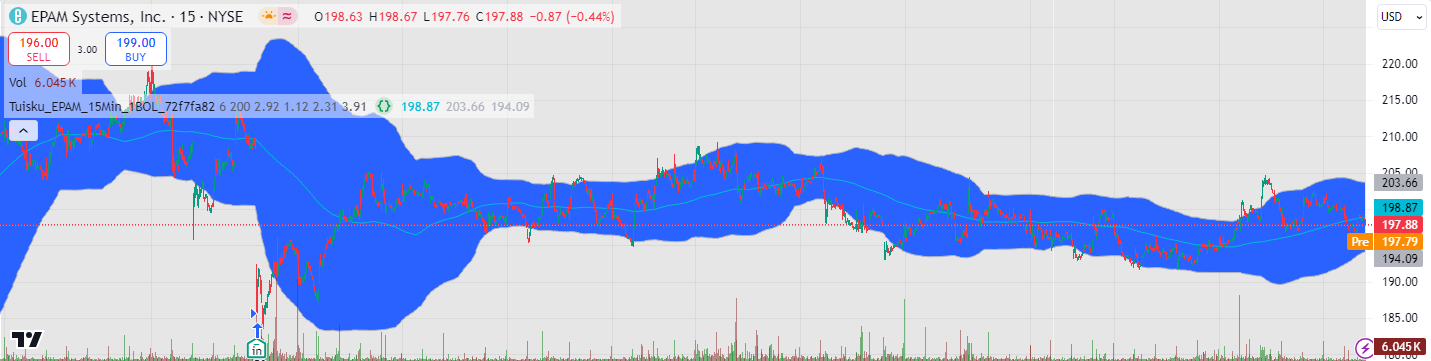 EPAM Systems, Inc. · 15 · NYSE O198.63 H198.67 L197.76 C197.88 −0.87 (−0.44%)
USD
196.00 SELL 3.00 199.00 BUY
Vol 6.045 K
Tuisku_EPAM_15Min_1BOL_72f7fa82 6 200 2.92 1.12 2.31 3.91 {} 198.87 203.66 194.09
220.00
215.00
210.00
205.00
203.66
198.87
197.88
Pre 197.79
194.09
190.00
185.00
6.045 K
in